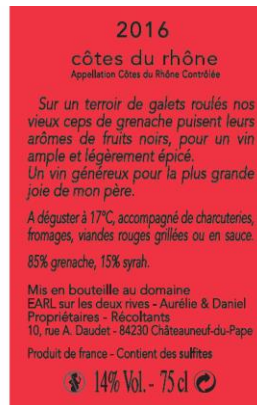 2016
côtes du rhône
Appellation Côtes du Rhône Contrôlée
Sur un terroir de galets roulés nos
vieux ceps de grenache puisent leurs
arômes de fruits noirs, pour un vin
ample et légèrement épicé.
Un vin généreux pour la plus grande
joie de mon père.
A déguster à 17°C, accompagné de charcuteries,
fromages, viandes rouges grillées ou en sauce.
85% grenache, 15% syrah.
Mis en bouteille au domaine
EARL sur les deux rives - Aurélie & Daniel
Propriétaires - Récoltants
10, rue A. Daudet - 84230 Châteauneuf-du-Pape
Produit de france - Contient des sulfites
14% Vol. - 75 cl